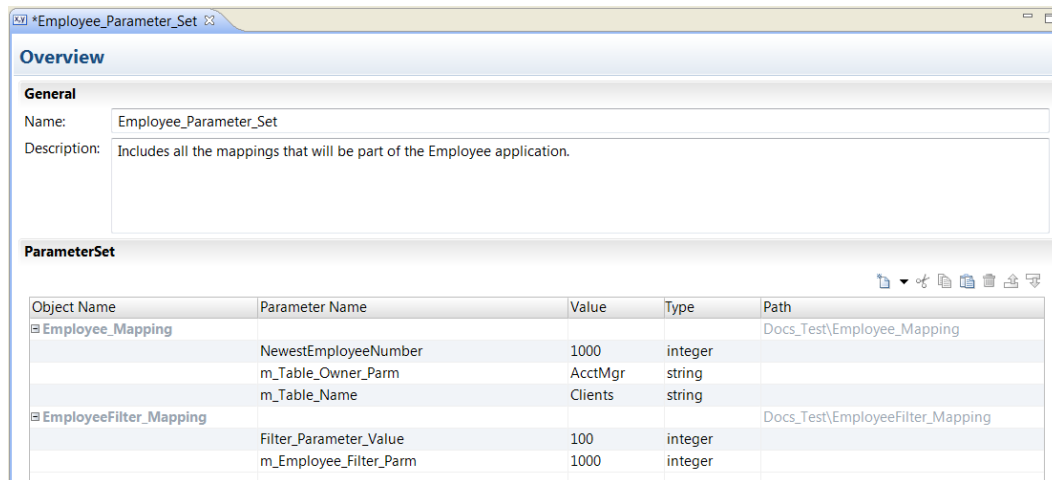 *Employee_Parameter_Set
Overview
General
Name: Employee_Parameter_Set
Description: Includes all the mappings that will be part of the Employee application.
ParameterSet
Object Name Parameter Name Value Type Path
Employee_Mapping Docs_Test\Employee_Mapping
NewestEmployeeNumber 1000 integer
m_Table_Owner_Parm AcctMgr string
m_Table_Name Clients string
EmployeeFilter_Mapping Docs_Test\EmployeeFilter_Mapping
Filter_Parameter_Value 100 integer
m_Employee_Filter_Parm 1000 integer